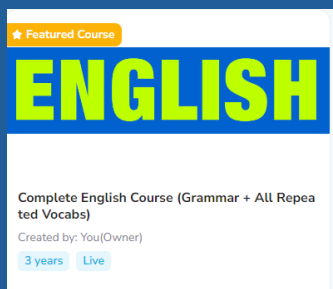 Featured Course
ENGLISH
Complete English Course (Grammar + All Repea
ted Vocabs)
Created by: You(Owner)
3 years Live